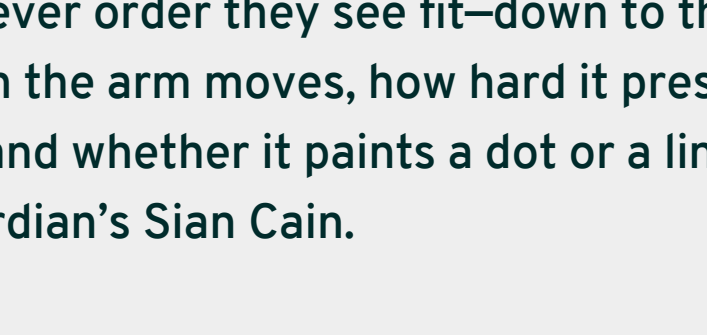 ever order they see fit—down to th
n the arm moves, how hard it pres
and whether it paints a dot or a lin
rdian’s Sian Cain.